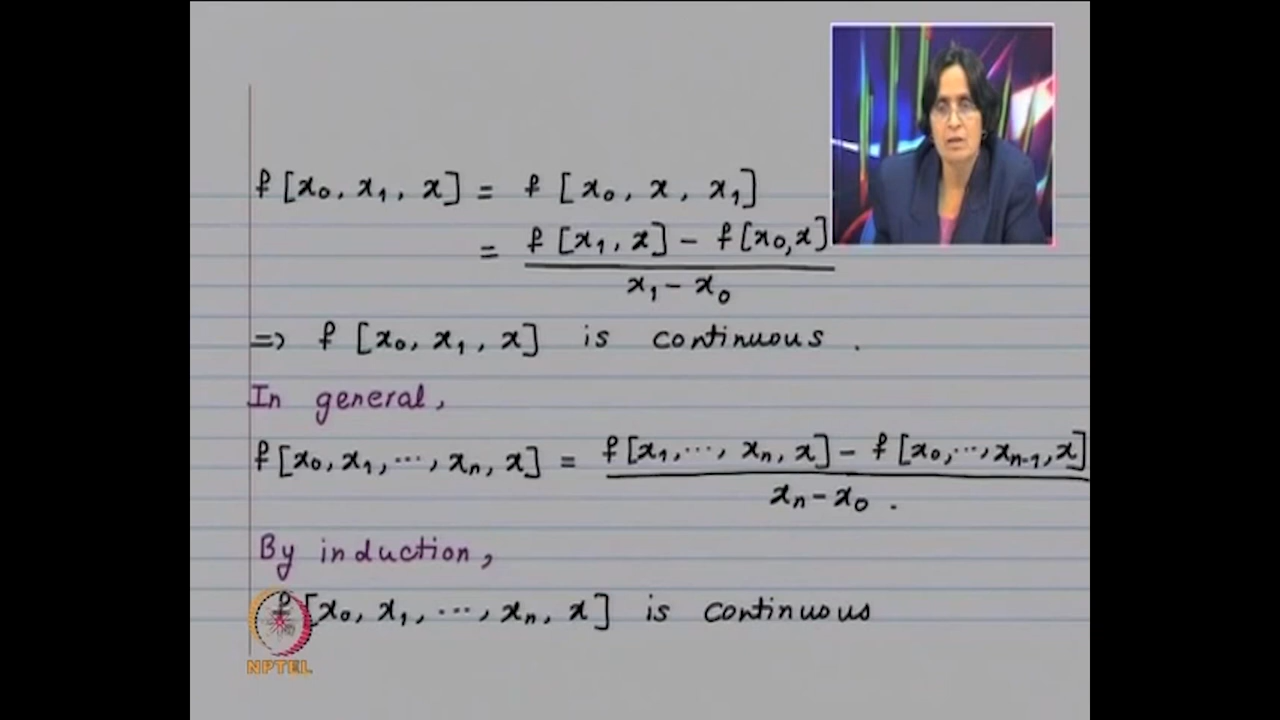 f [x₀, x₁, x] = f [x₀, x, x₁]
= f [x₁, x] - f [x₀, x] / x₁ - x₀
=> f [x₀, x₁, x] is continuous.
In general,
f [x₀, x₁, ..., xₙ, x] = f [x₁, ..., xₙ, x] - f [x₀, ..., xₙ₋₁, x] / xₙ - x₀.
By induction,
f [x₀, x₁, ..., xₙ, x] is continuous
NPTEL